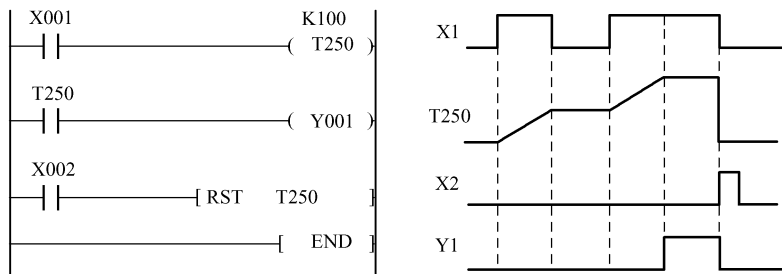 X001 K100
( T250 )
T250
( Y001 )
X002
[ RST T250 ]
[ END ]
X1
T250
X2
Y1